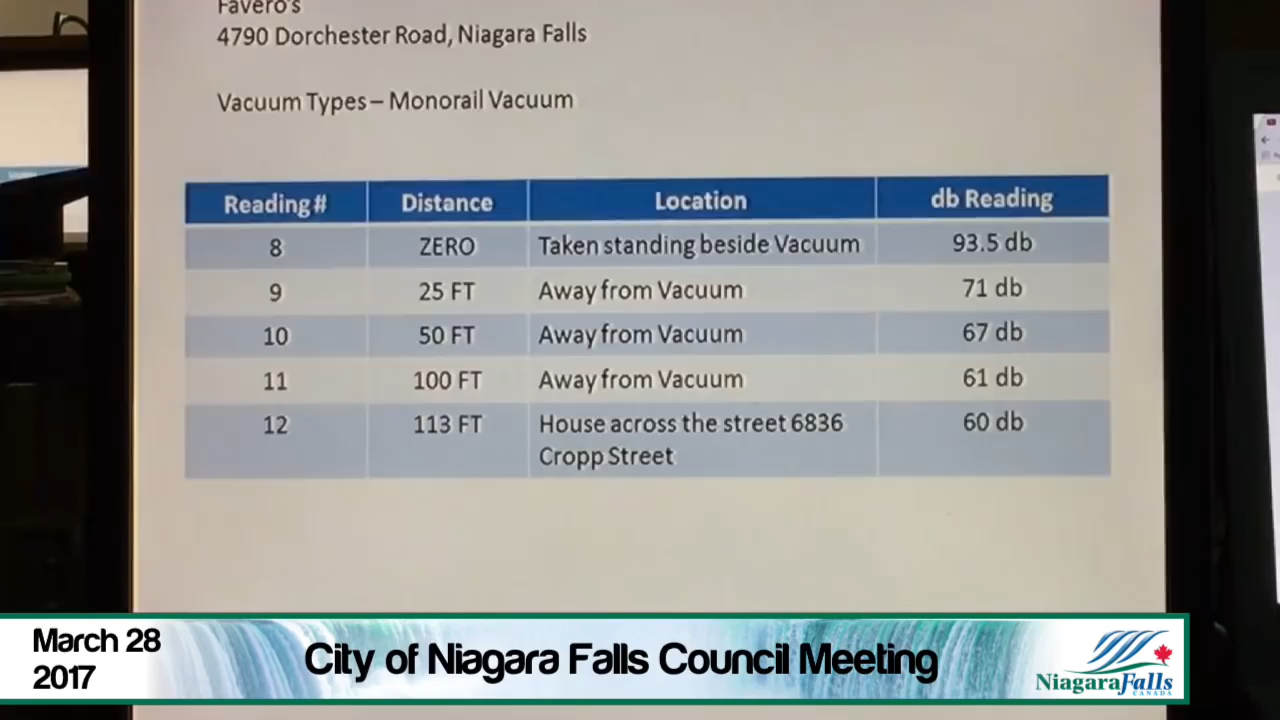 Favero's
4790 Dorchester Road, Niagara Falls
Vacuum Types – Monorail Vacuum
Reading # Distance Location db Reading
8 ZERO Taken standing beside Vacuum 93.5 db
9 25 FT Away from Vacuum 71 db
10 50 FT Away from Vacuum 67 db
11 100 FT Away from Vacuum 61 db
12 113 FT House across the street 6836 60 db
Cropp Street
March 28
2017
City of Niagara Falls Council Meeting
NiagaraFalls
CANADA